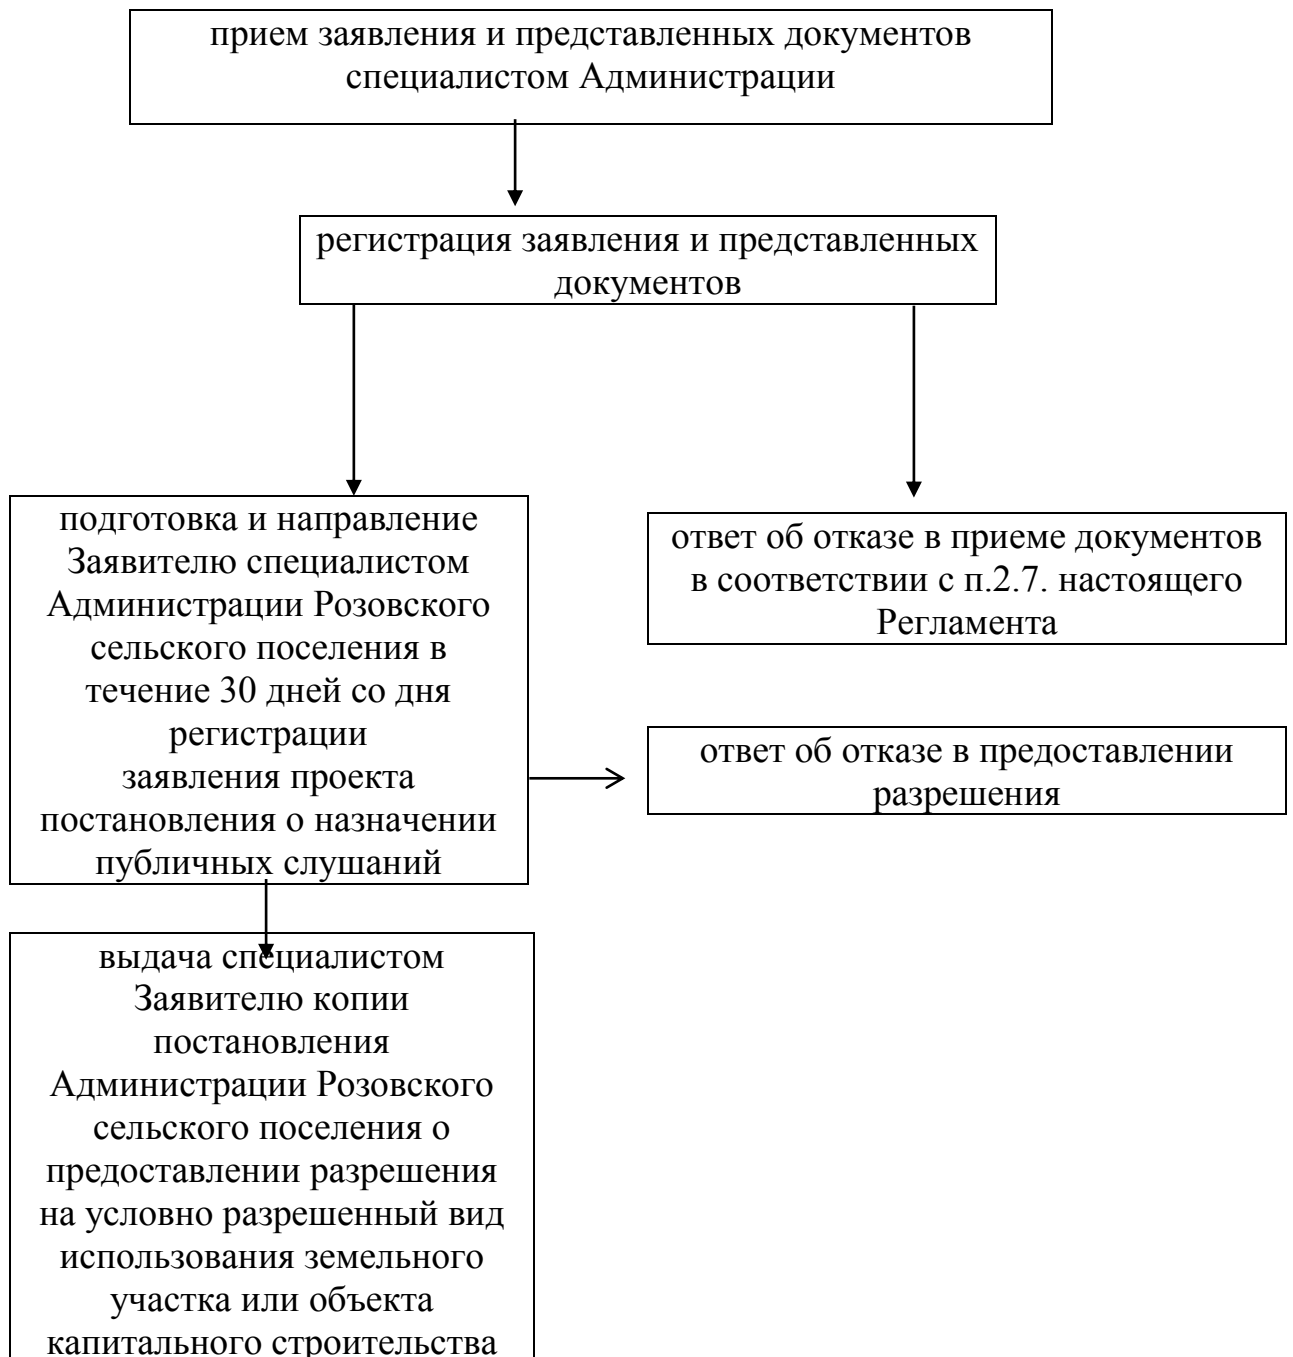 прием заявления и представленных документов
специалистом Администрации
регистрация заявления и представленных
документов
подготовка и направление
Заявителю специалистом
Администрации Розовского
сельского поселения в
течение 30 дней со дня
регистрации
заявления проекта
постановления о назначении
публичных слушаний
ответ об отказе в приеме документов
в соответствии с п.2.7. настоящего
Регламента
ответ об отказе в предоставлении
разрешения
выдача специалистом
Заявителю копии
постановления
Администрации Розовского
сельского поселения о
предоставлении разрешения
на условно разрешенный вид
использования земельного
участка или объекта
капитального строительства